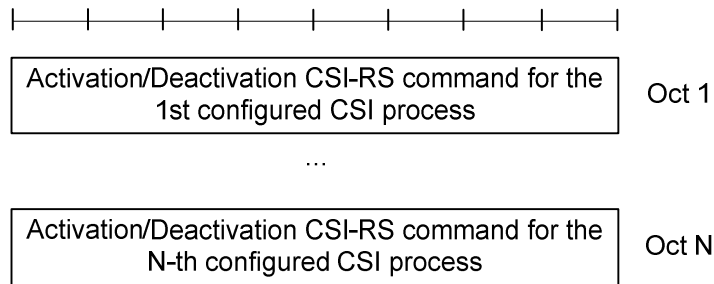 Activation/Deactivation CSI-RS command for the
1st configured CSI process
Oct 1
...
Activation/Deactivation CSI-RS command for the
N-th configured CSI process
Oct N